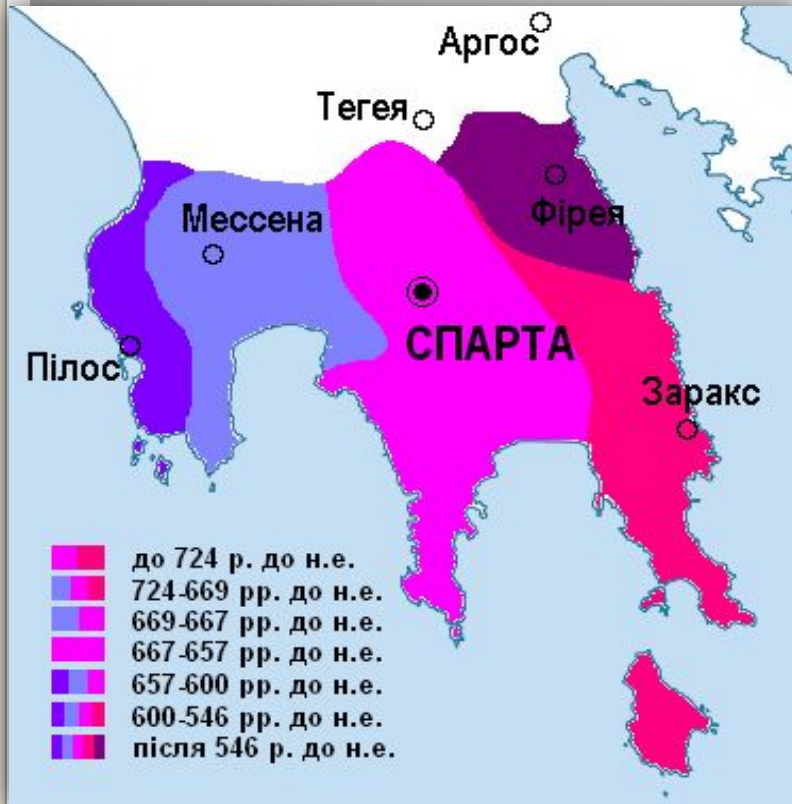 Аргос
Тегея
Фірея
Мессена
СПАРТА
Пілос
Заракс
до 724 р. до н.е.
724-669 рр. до н.е.
669-667 рр. до н.е.
667-657 рр. до н.е.
657-600 рр. до н.е.
600-546 рр. до н.е.
після 546 р. до н.е.